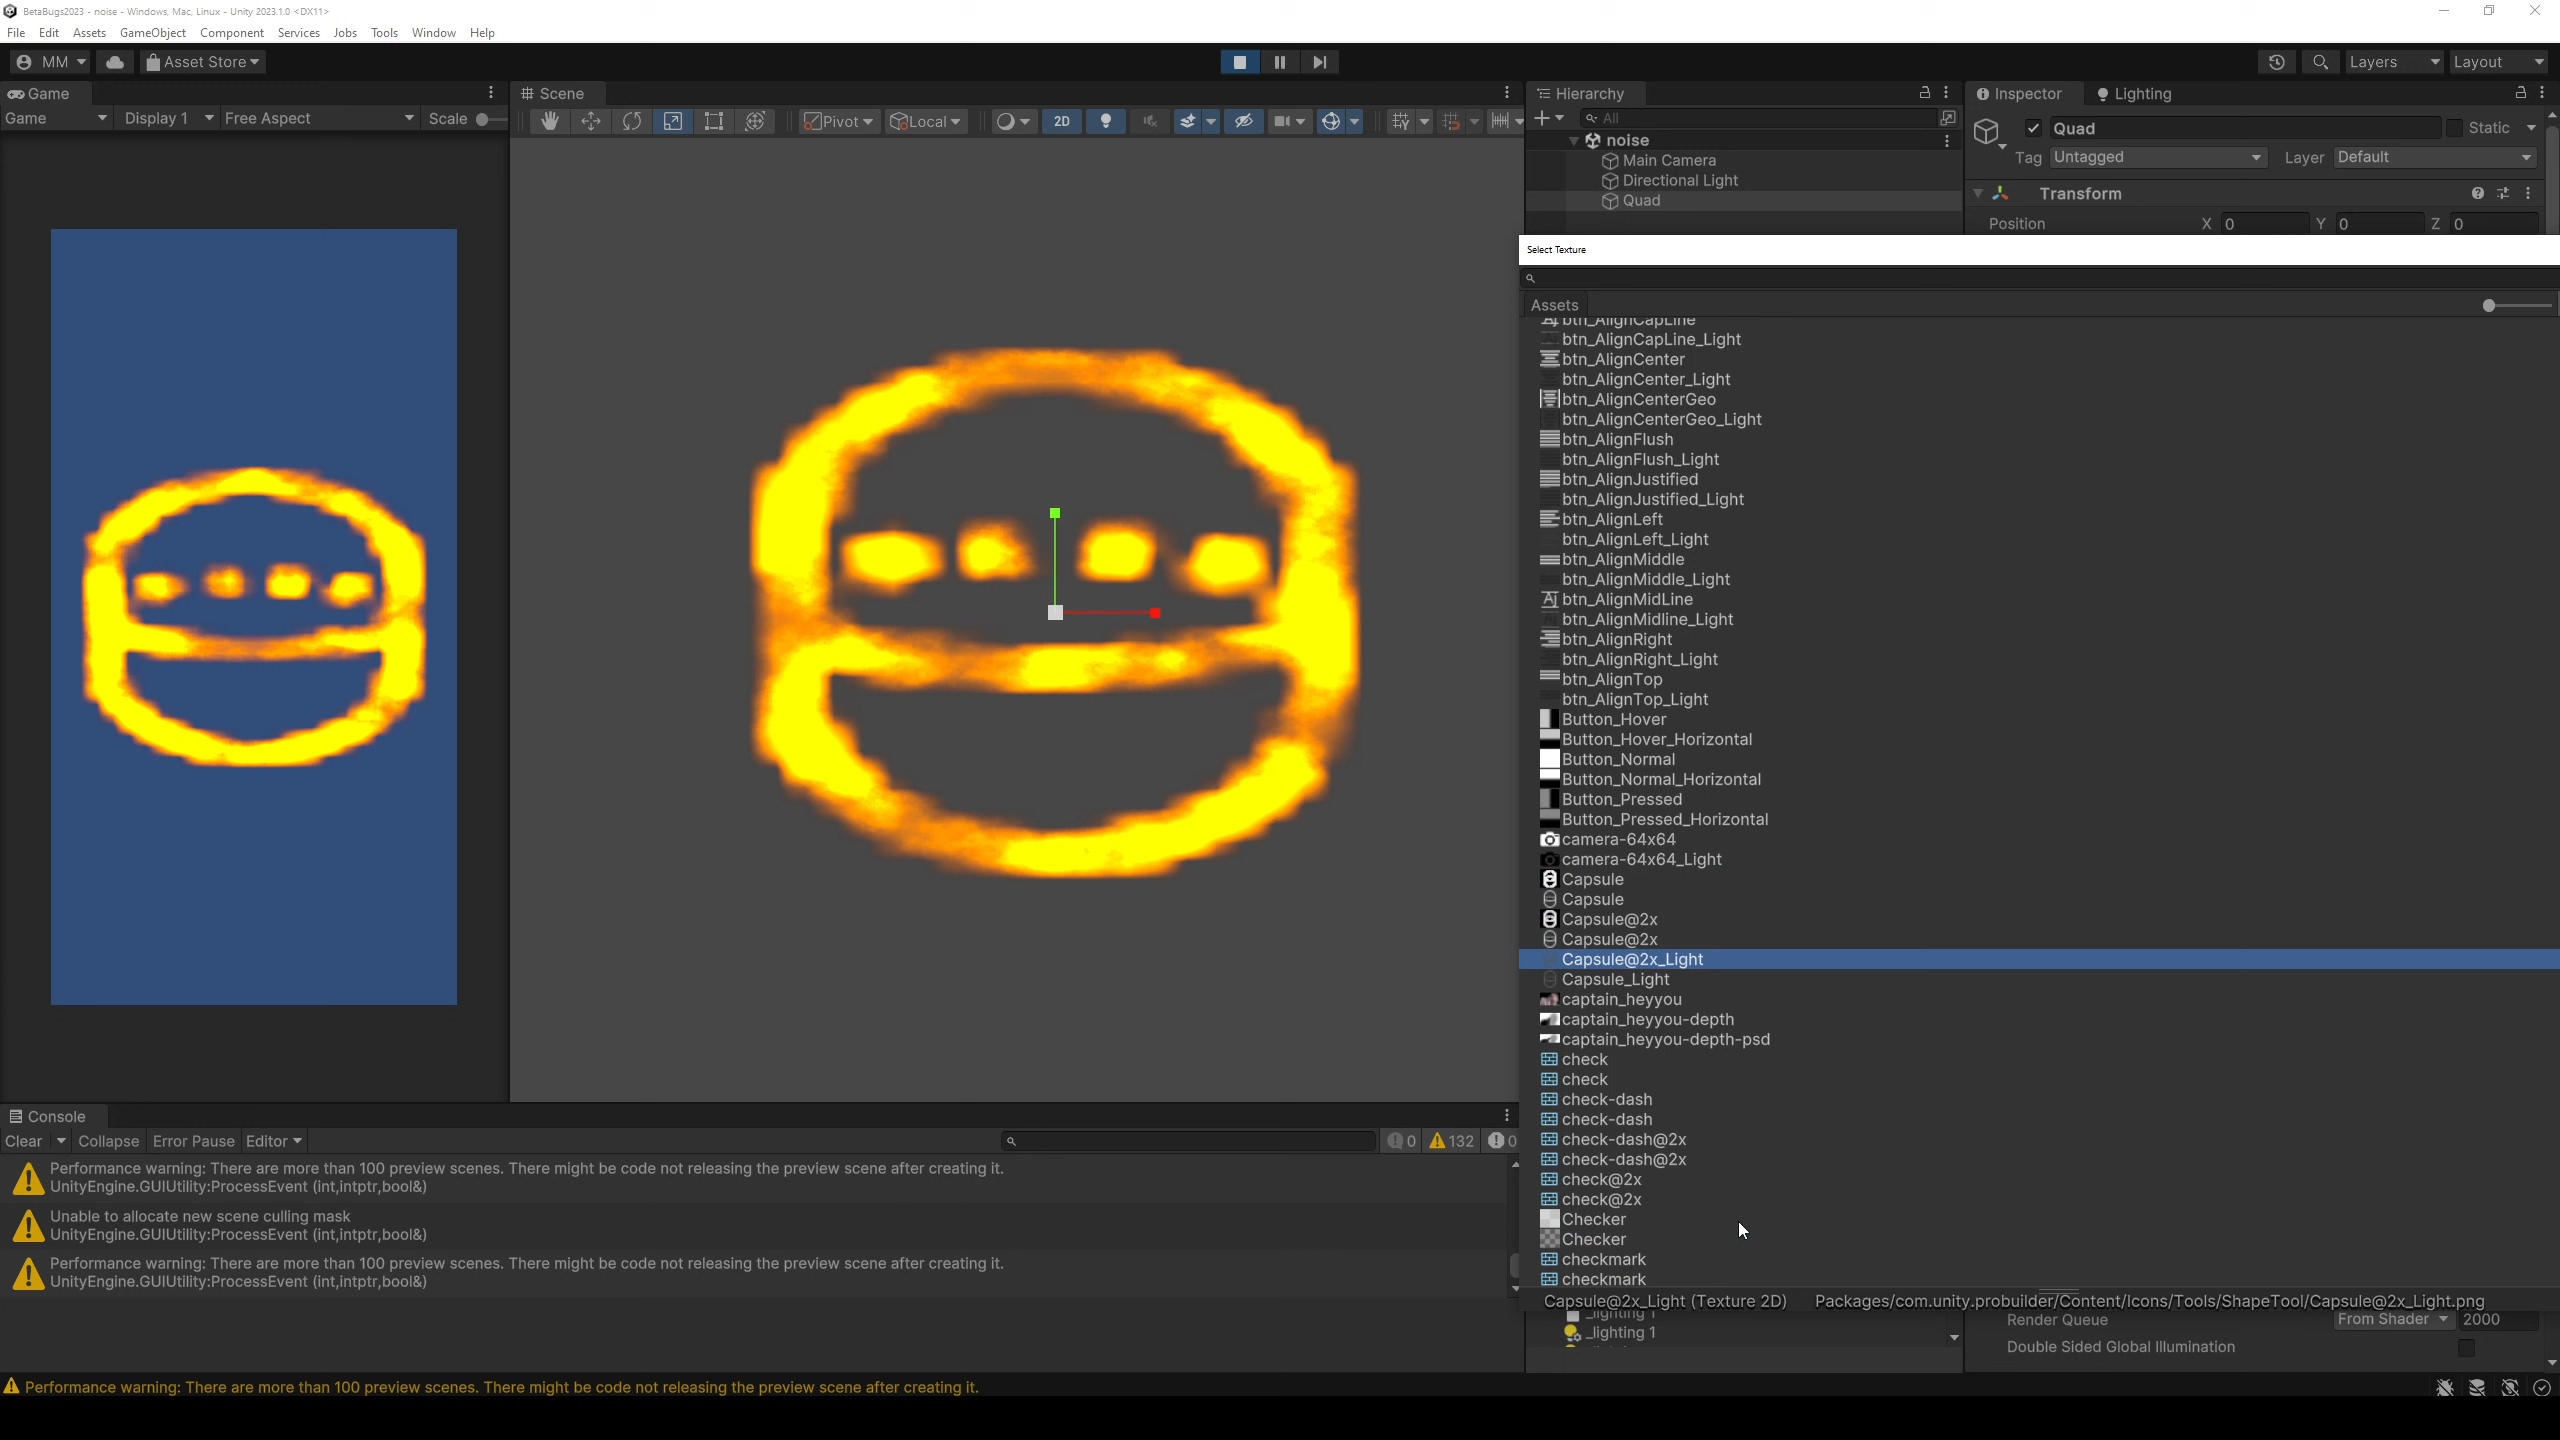 BetaBugs2023 - noise - Windows, Mac, Linux - Unity 2023.1.0 <DX11>
File Edit Assets GameObject Component Services Jobs Tools Window Help
MM Asset Store Layers Layout
Game
Game Display 1 Free Aspect Scale
Scene
Pivot Local 2D
Hierarchy
All
noise
Main Camera
Directional Light
Quad
Inspector Lighting
Quad Static
Tag Untagged Layer Default
Transform
Position X 0 Y 0 Z 0
Select Texture
Assets
btn_AlignCapLine
btn_AlignCapLine_Light
btn_AlignCenter
btn_AlignCenter_Light
btn_AlignCenterGeo
btn_AlignCenterGeo_Light
btn_AlignFlush
btn_AlignFlush_Light
btn_AlignJustified
btn_AlignJustified_Light
btn_AlignLeft
btn_AlignLeft_Light
btn_AlignMiddle
btn_AlignMiddle_Light
btn_AlignMidLine
btn_AlignMidline_Light
btn_AlignRight
btn_AlignRight_Light
btn_AlignTop
btn_AlignTop_Light
Button_Hover
Button_Hover_Horizontal
Button_Normal
Button_Normal_Horizontal
Button_Pressed
Button_Pressed_Horizontal
camera-64x64
camera-64x64_Light
Capsule
Capsule
Capsule@2x
Capsule@2x
Capsule@2x_Light
Capsule_Light
captain_heyyou
captain_heyyou-depth
captain_heyyou-depth-psd
check
check
check-dash
check-dash
check-dash@2x
check-dash@2x
check@2x
check@2x
Checker
Checker
checkmark
checkmark
Capsule@2x_Light (Texture 2D) Packages/com.unity.probuilder/Content/Icons/Tools/ShapeTool/Capsule@2x_Light.png
_lighting 1
_lighting 1
Render Queue From Shader 2000
Double Sided Global Illumination
Console
Clear Collapse Error Pause Editor 0 132 0
Performance warning: There are more than 100 preview scenes. There might be code not releasing the preview scene after creating it.
UnityEngine.GUIUtility:ProcessEvent (int,intptr,bool&)
Unable to allocate new scene culling mask
UnityEngine.GUIUtility:ProcessEvent (int,intptr,bool&)
Performance warning: There are more than 100 preview scenes. There might be code not releasing the preview scene after creating it.
UnityEngine.GUIUtility:ProcessEvent (int,intptr,bool&)
Performance warning: There are more than 100 preview scenes. There might be code not releasing the preview scene after creating it.